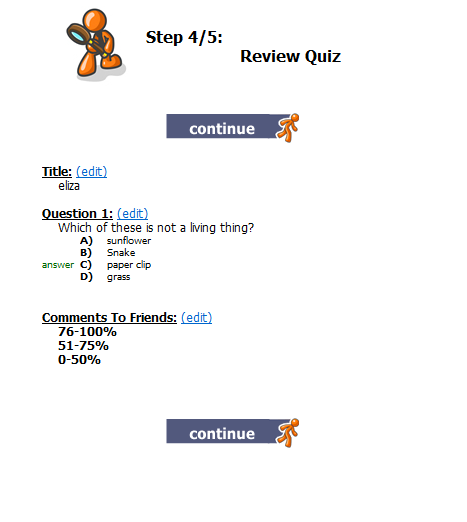 Step 4/5:
Review Quiz
continue
Title: (edit)
eliza
Question 1: (edit)
Which of these is not a living thing?
A) sunflower
B) Snake
answer C) paper clip
D) grass
Comments To Friends: (edit)
76-100%
51-75%
0-50%
continue